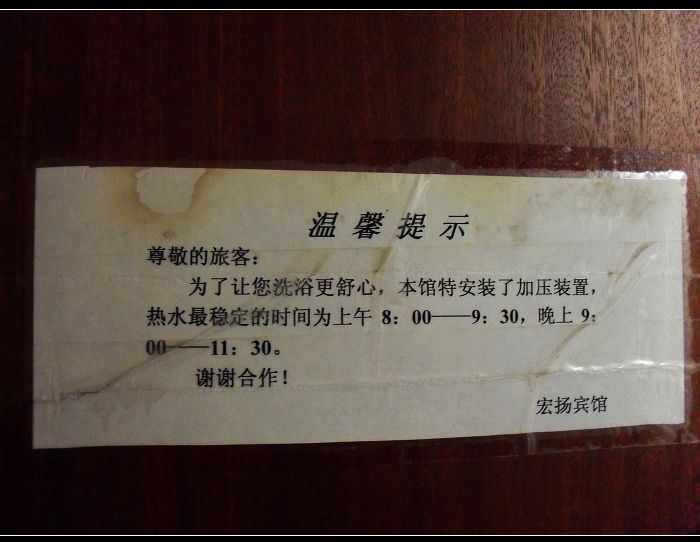 温馨提示
尊敬的旅客：
为了让您洗浴更舒心，本馆特安装了加压装置，
热水最稳定的时间为上午 8：00——9：30，晚上 9：
00——11：30。
谢谢合作！
宏扬宾馆